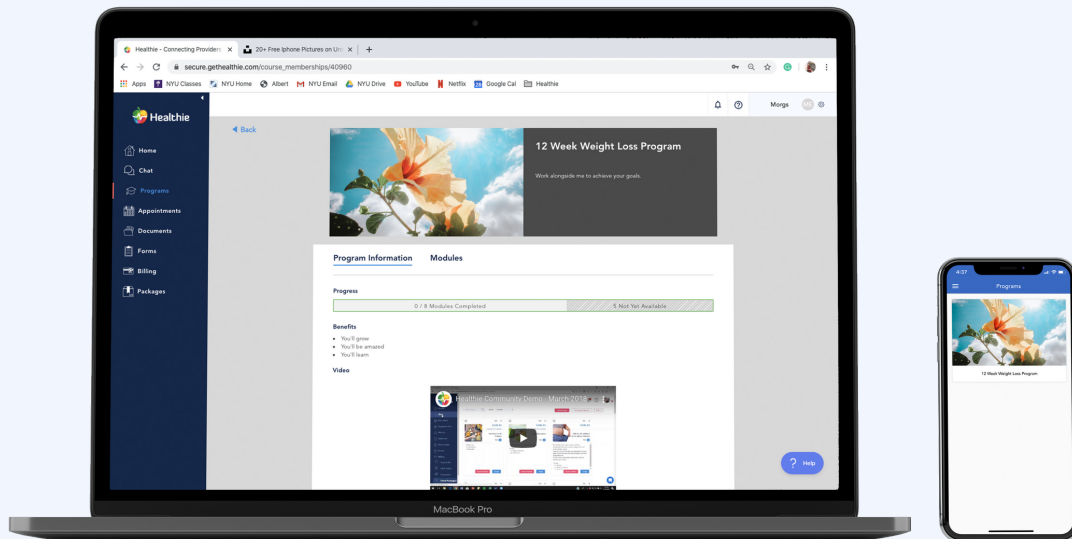 Healthie - Connecting Providers
20+ Free Iphone Pictures on Un
secure.gethealthie.com/course_memberships/40960
Apps NYU Classes NYU Home Albert NYU Email NYU Drive YouTube Netflix Google Cal Healthie
Healthie
Morgs
Back
Home
Chat
Programs
Appointments
Documents
Forms
Billing
Packages
12 Week Weight Loss Program
Work alongside me to achieve your goals.
Program Information Modules
Progress
0 / 8 Modules Completed 5 Not Yet Available
Benefits
You'll grow
You'll be amazed
You'll learn
Video
Healthie Community Demo - March 2018
? Help
MacBook Pro
4:37
Programs
12 Week Weight Loss Program